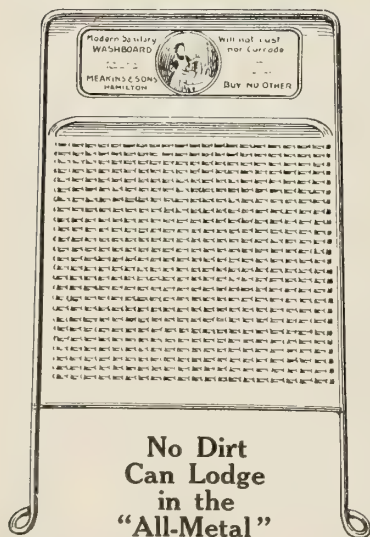 Modern Sanitary
WASHBOARD
MEAKINS & SONS
HAMILTON
Will not rust
nor Corrode
BUY NO OTHER
No Dirt
Can Lodge
in the
“All-Metal”